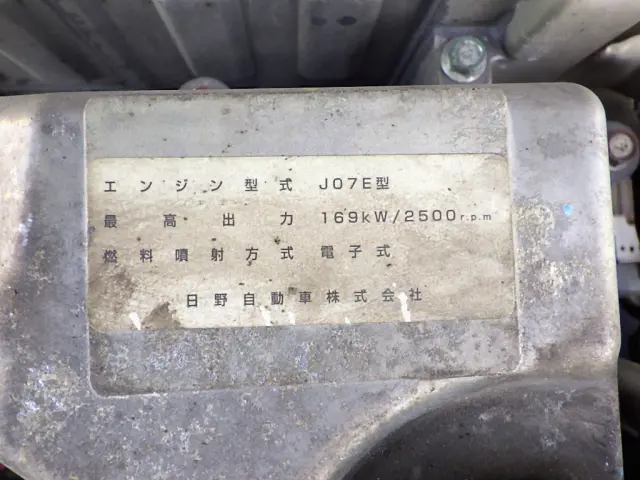 エンジン型式 J07E型
最高出力 169kW/2500r.p.m
燃料噴射方式 電子式
日野自動車株式会社